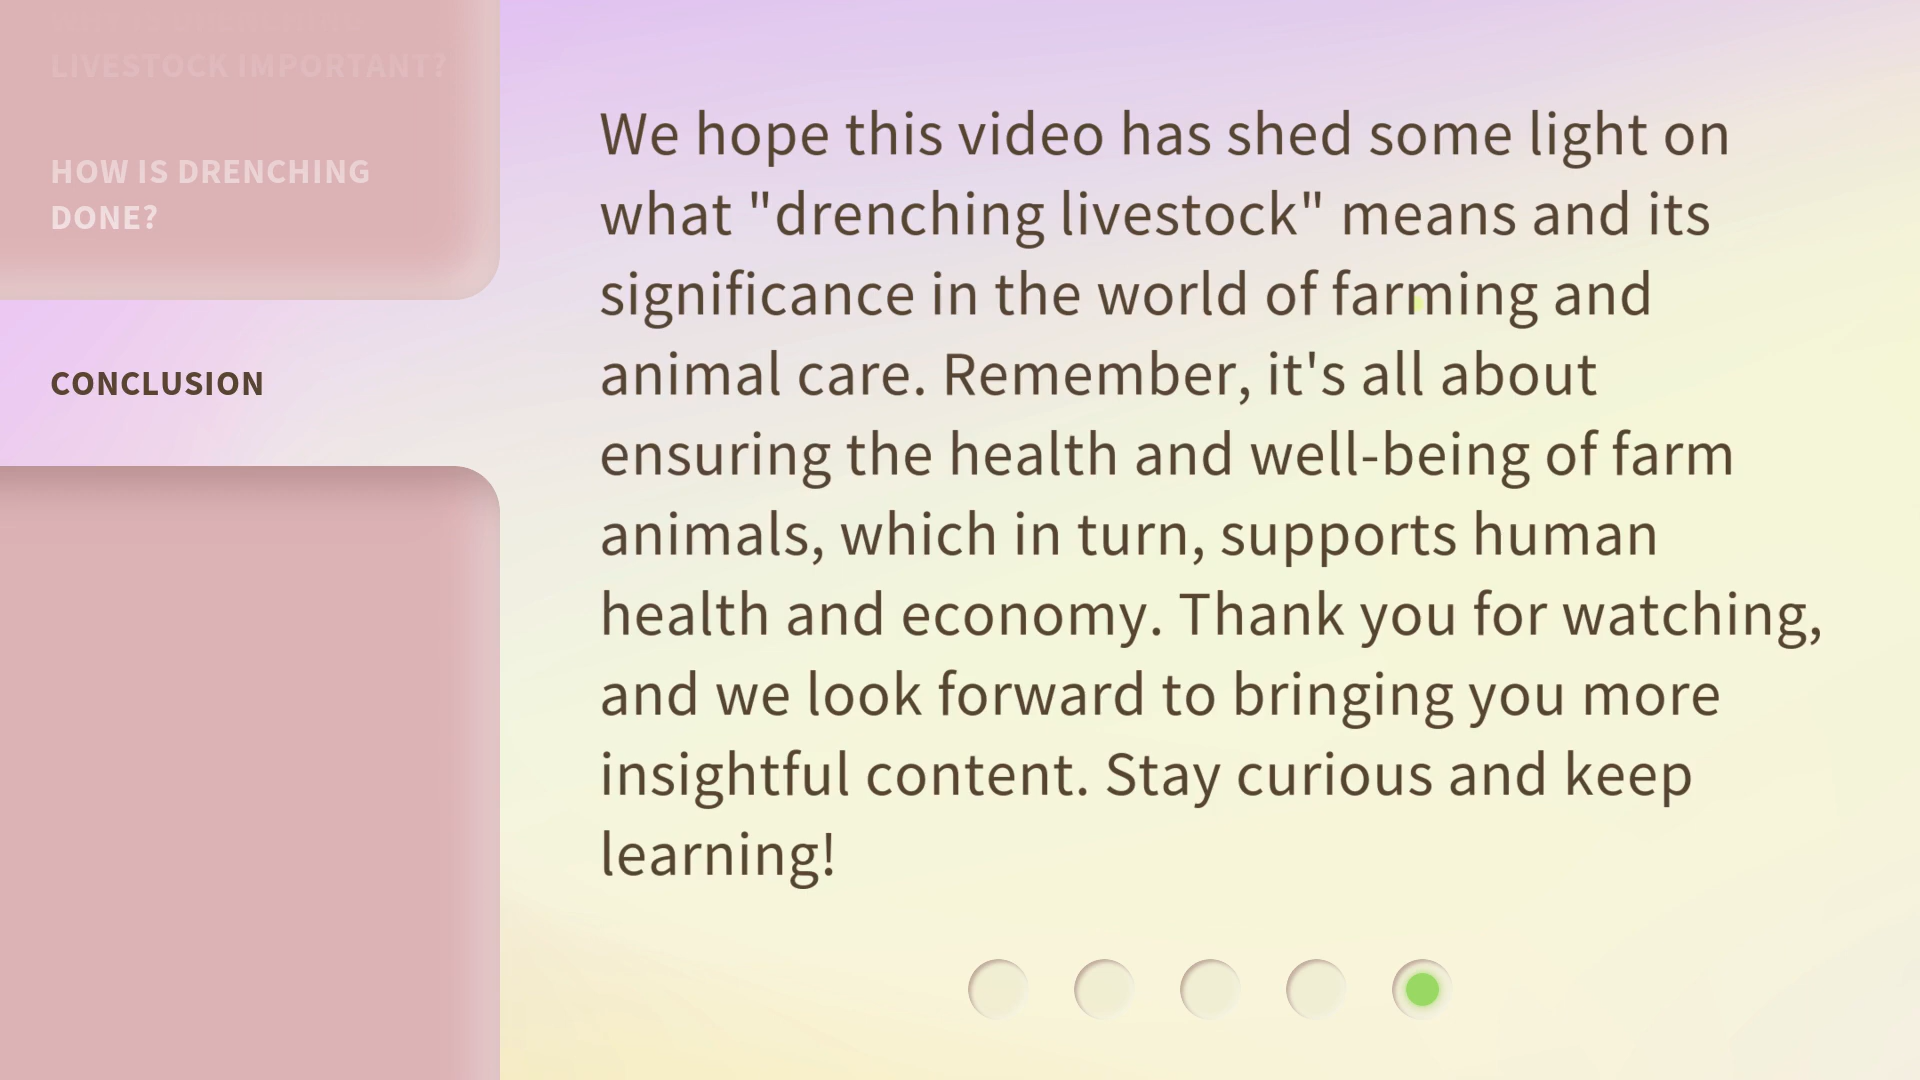 LIVESTOCK IMPORTANT?
HOW IS DRENCHING
DONE?
CONCLUSION
We hope this video has shed some light on
what "drenching livestock" means and its
significance in the world of farming and
animal care. Remember, it's all about
ensuring the health and well-being of farm
animals, which in turn, supports human
health and economy. Thank you for watching,
and we look forward to bringing you more
insightful content. Stay curious and keep
learning!